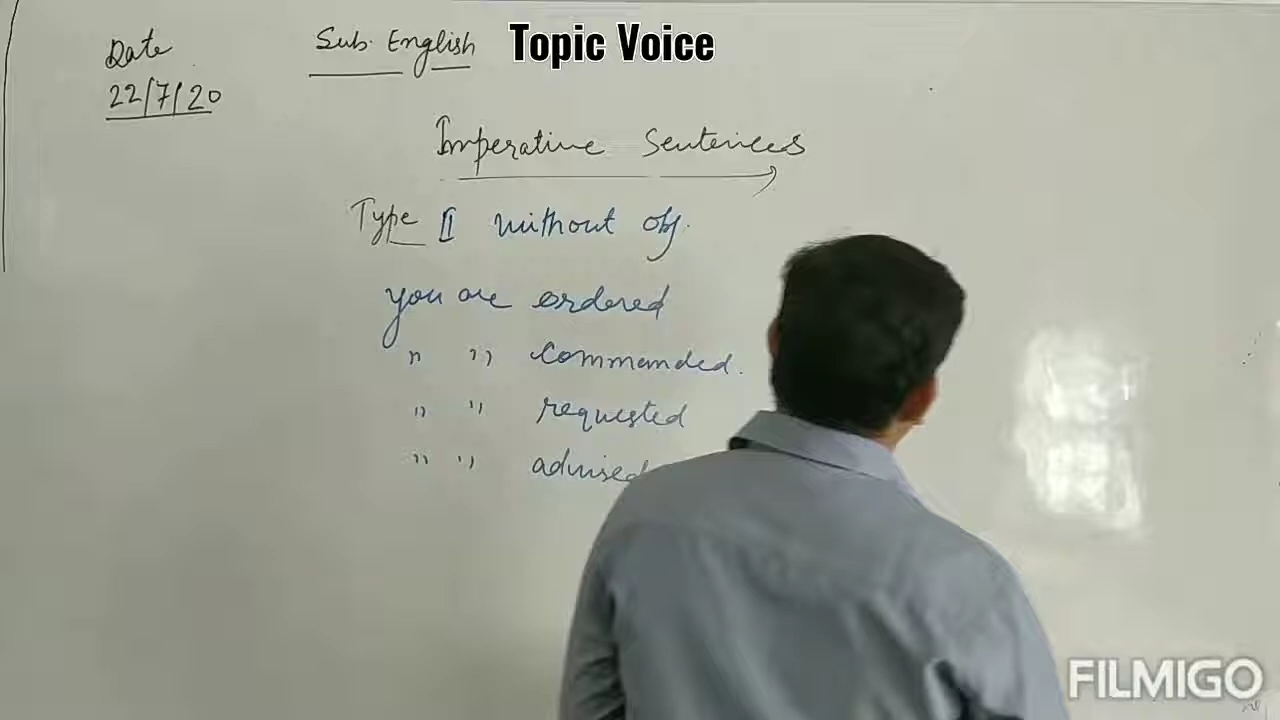 Date
22/7/20
Sub. English
Topic Voice
Imperative Sentences
Type II without obj.
you are ordered
" " commended.
" " requested
" " advised
FILMIGO